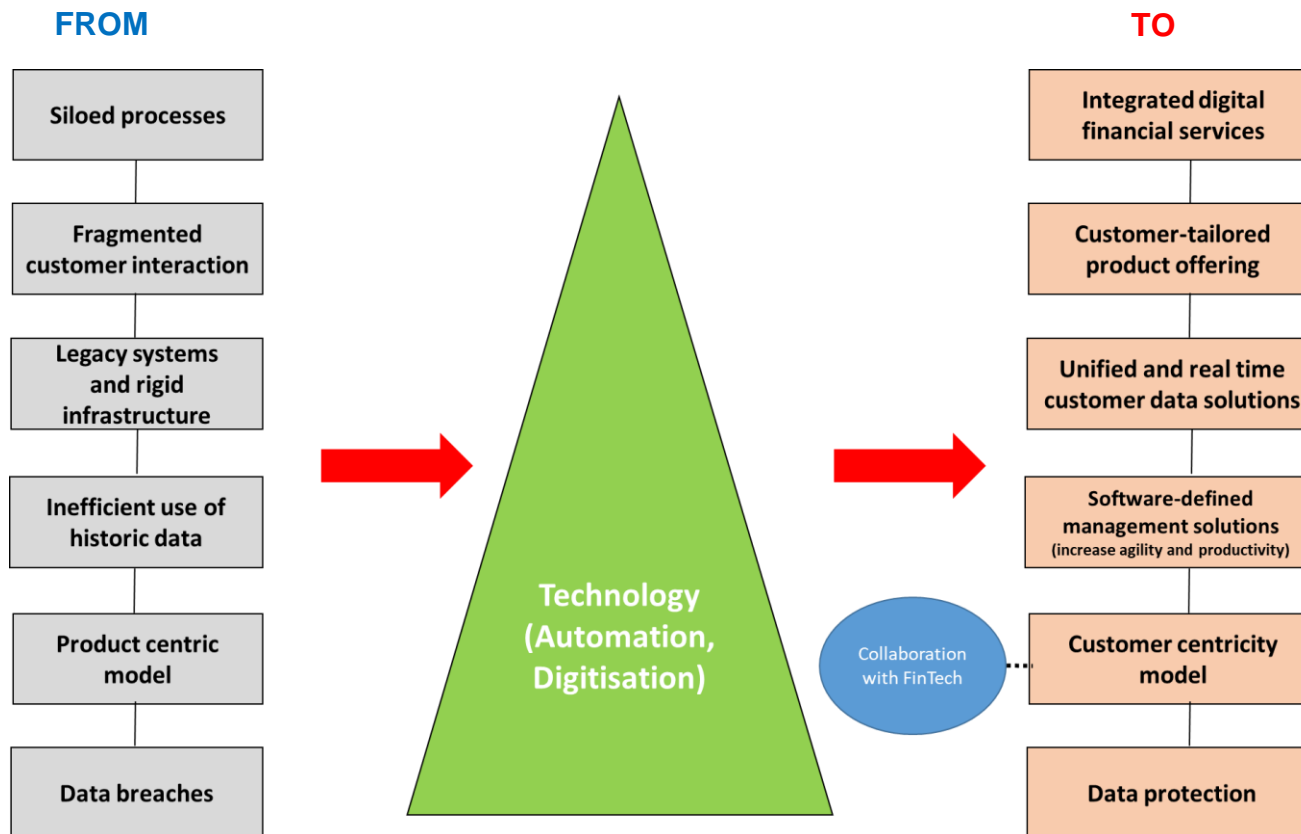 FROM
TO
Siloed processes
Fragmented
customer interaction
Legacy systems
and rigid
infrastructure
Inefficient use of
historic data
Product centric
model
Data breaches
Technology
(Automation,
Digitisation)
Collaboration
with FinTech
Integrated digital
financial services
Customer-tailored
product offering
Unified and real time
customer data solutions
Software-defined
management solutions
(increase agility and productivity)
Customer centricity
model
Data protection